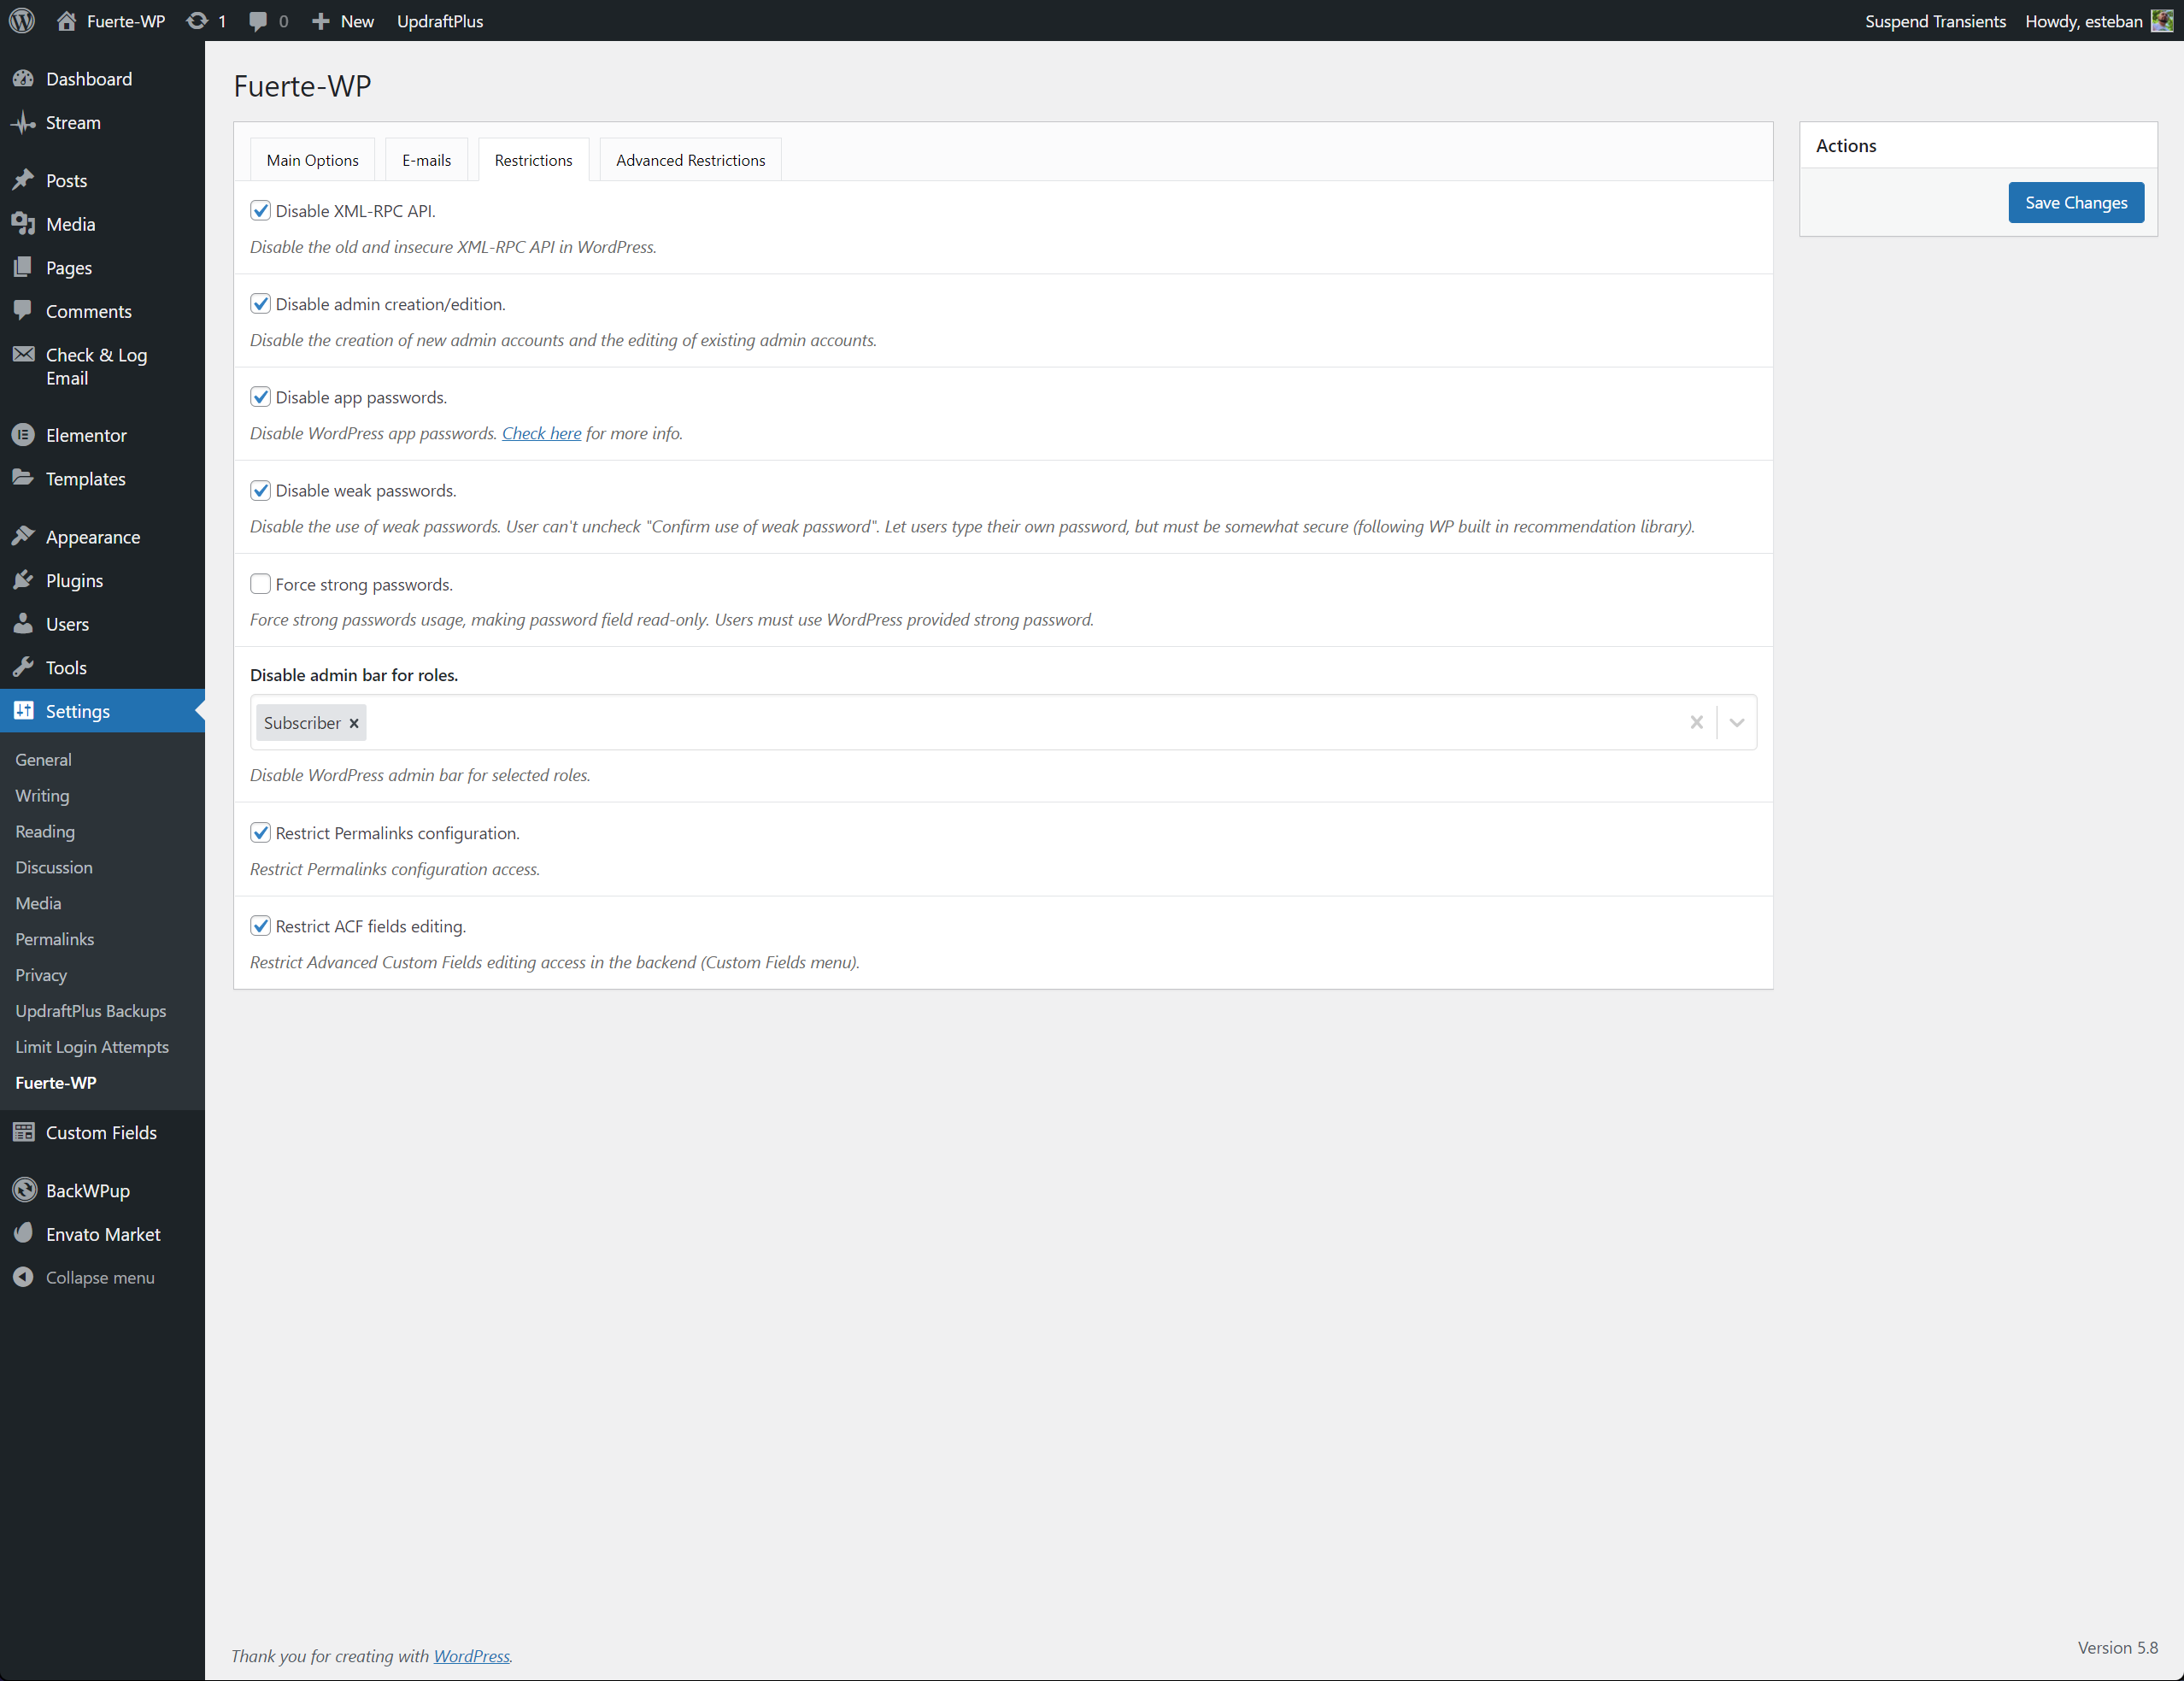 Fuerte-WP 1 0 New UpdraftPlus Suspend Transients Howdy, esteban
Dashboard
Stream
Posts
Media
Pages
Comments
Check & Log
Email
Elementor
Templates
Appearance
Plugins
Users
Tools
Settings
General
Writing
Reading
Discussion
Media
Permalinks
Privacy
UpdraftPlus Backups
Limit Login Attempts
Fuerte-WP
Custom Fields
BackWPup
Envato Market
Collapse menu
Fuerte-WP
Main Options E-mails Restrictions Advanced Restrictions
Disable XML-RPC API.
Disable the old and insecure XML-RPC API in WordPress.
Disable admin creation/edition.
Disable the creation of new admin accounts and the editing of existing admin accounts.
Disable app passwords.
Disable WordPress app passwords. Check here for more info.
Disable weak passwords.
Disable the use of weak passwords. User can't uncheck "Confirm use of weak password". Let users type their own password, but must be somewhat secure (following WP built in recommendation library).
Force strong passwords.
Force strong passwords usage, making password field read-only. Users must use WordPress provided strong password.
Disable admin bar for roles.
Subscriber
Disable WordPress admin bar for selected roles.
Restrict Permalinks configuration.
Restrict Permalinks configuration access.
Restrict ACF fields editing.
Restrict Advanced Custom Fields editing access in the backend (Custom Fields menu).
Actions
Save Changes
Thank you for creating with WordPress.
Version 5.8